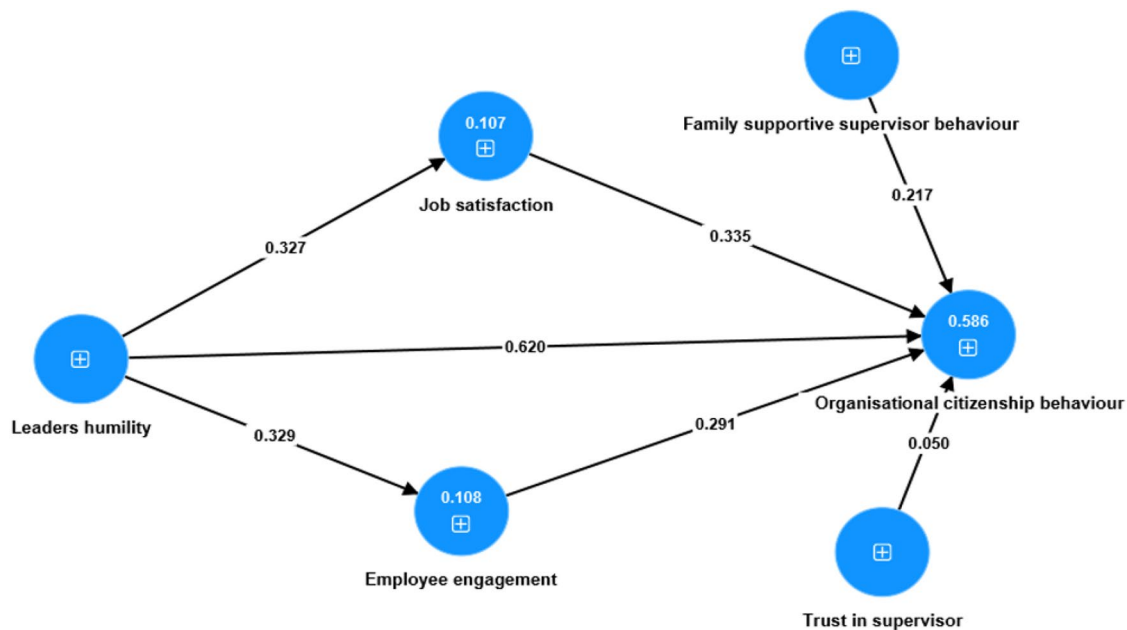 Family supportive supervisor behaviour
0.107
Job satisfaction
0.217
0.335
0.327
0.586
0.620
Leaders humility
Organisational citizenship behaviour
0.291
0.329
0.050
0.108
Employee engagement
Trust in supervisor